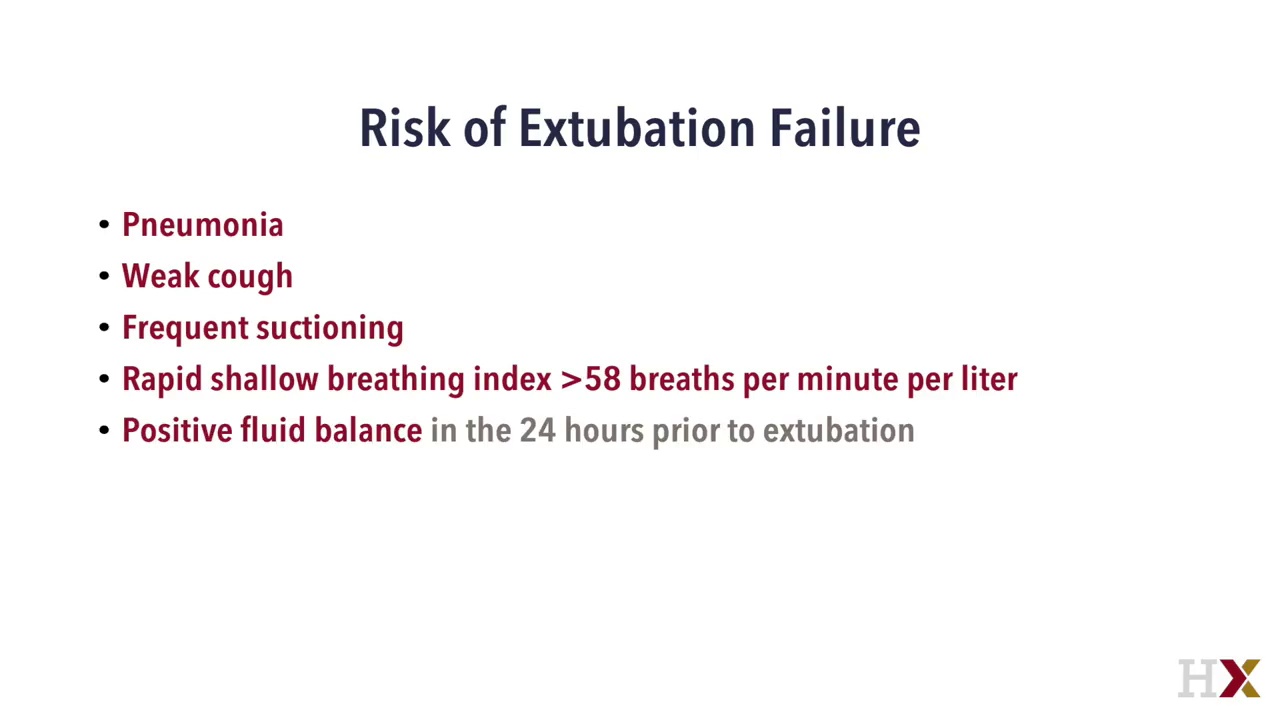 Risk of Extubation Failure
• Pneumonia
• Weak cough
• Frequent suctioning
• Rapid shallow breathing index >58 breaths per minute per liter
• Positive fluid balance in the 24 hours prior to extubation
HX